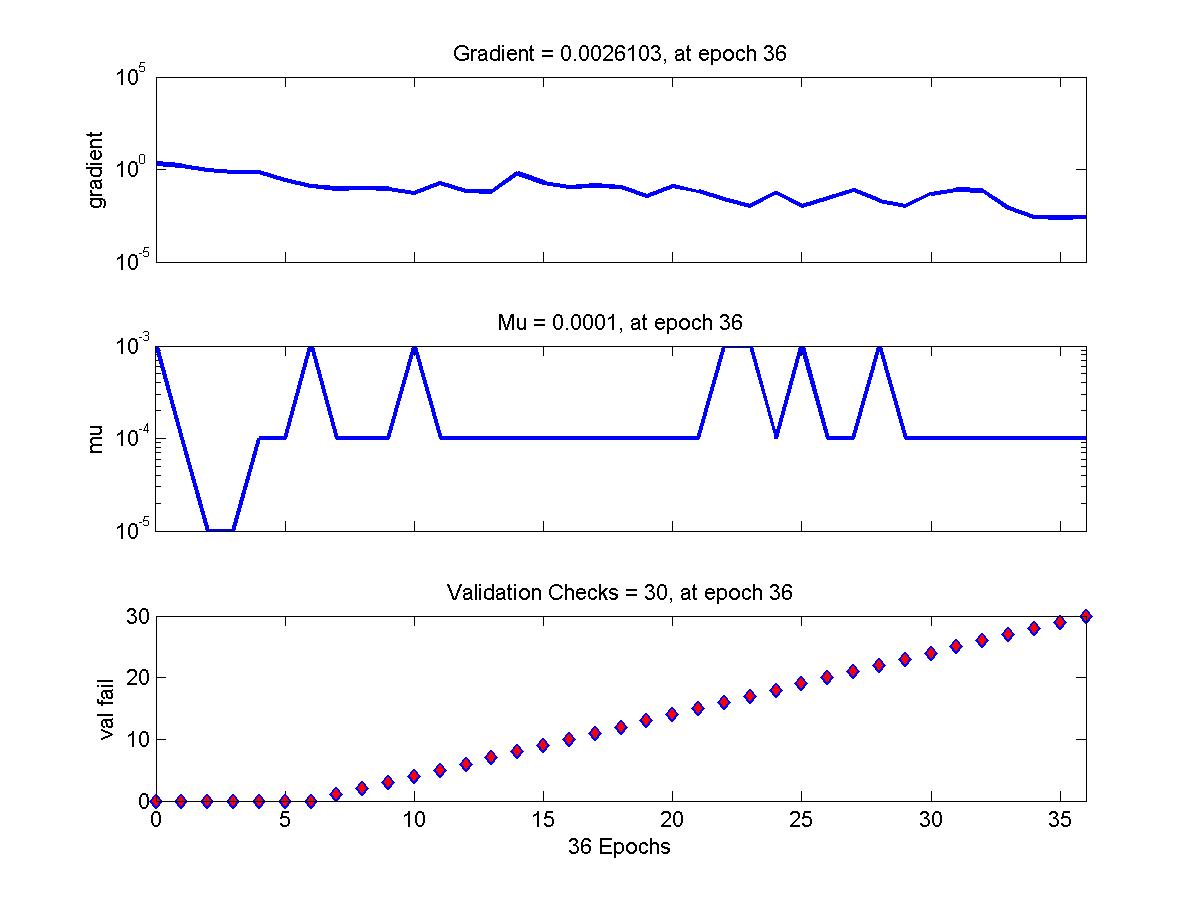 Gradient = 0.0026103, at epoch 36
10^5
10^0
10^-5
gradient
Mu = 0.0001, at epoch 36
10^-3
10^-4
10^-5
mu
Validation Checks = 30, at epoch 36
30
20
10
0
val fail
0 5 10 15 20 25 30 35
36 Epochs